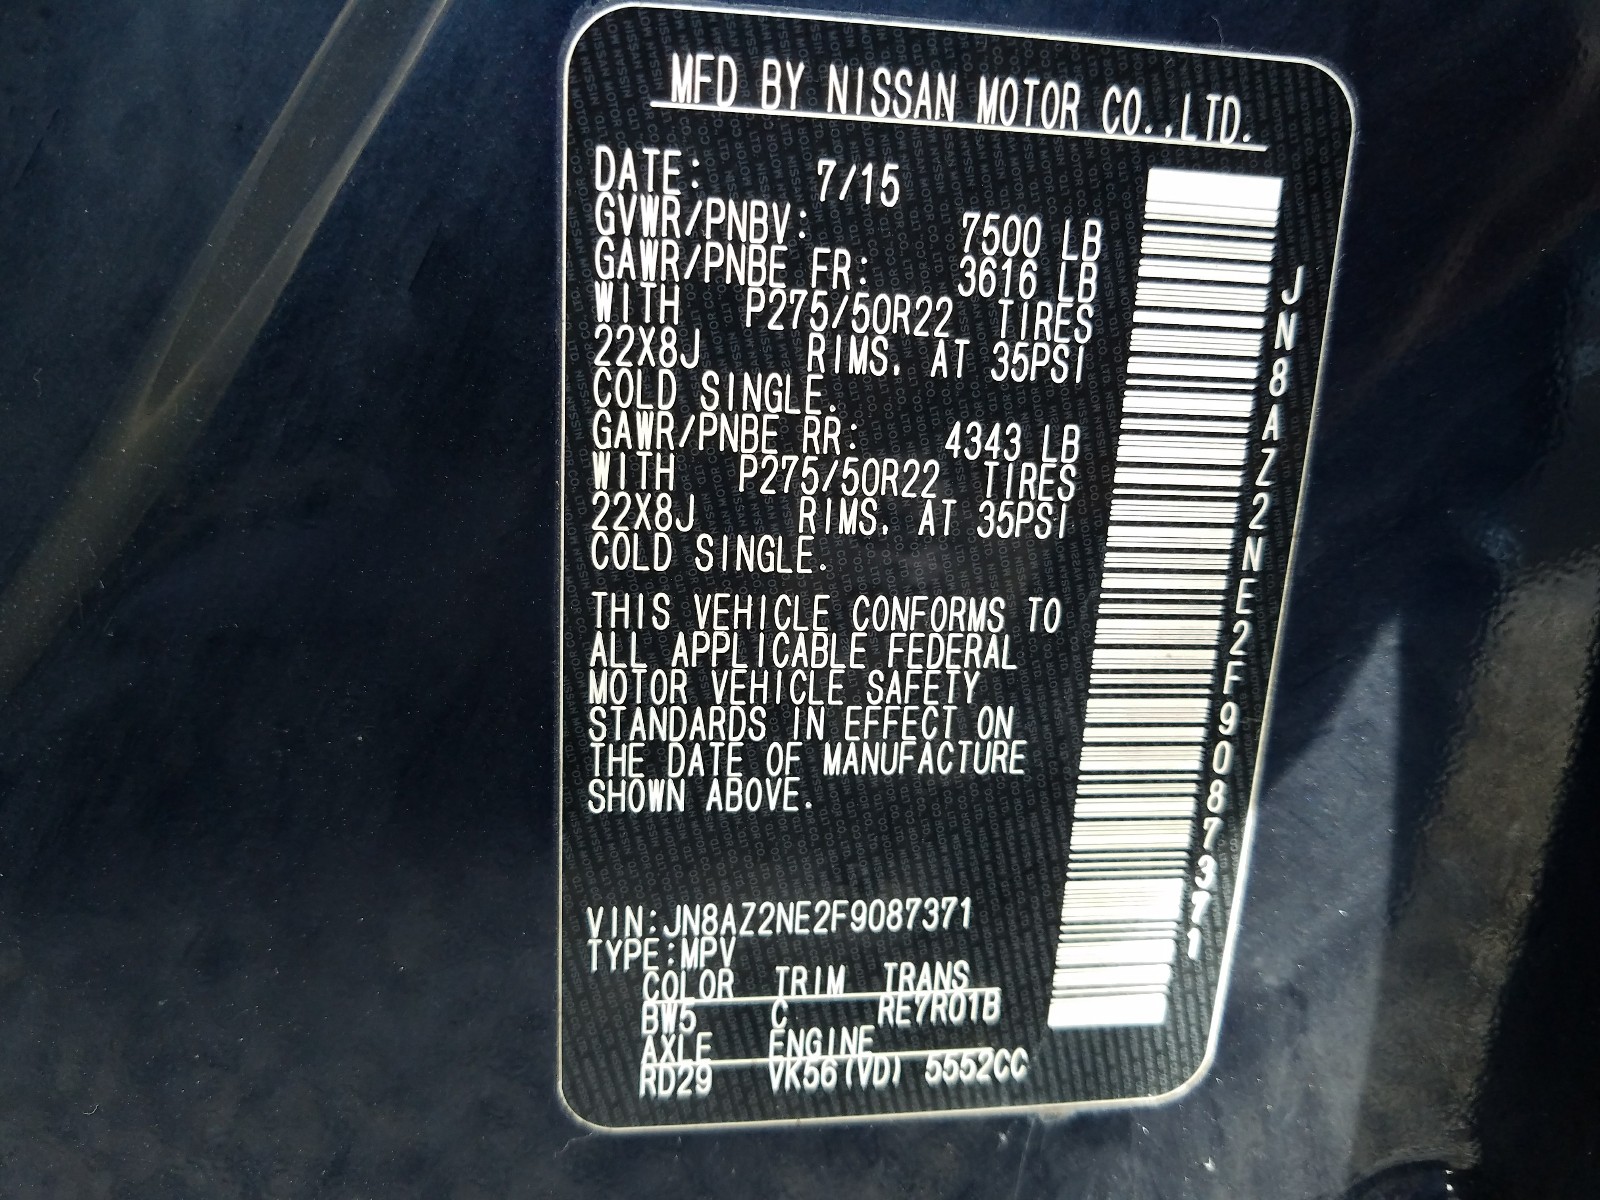 MFD BY NISSAN MOTOR CO.,LTD.
DATE: 7/15
GVWR/PNBV: 7500 LB
GAWR/PNBE FR: 3616 LB
WITH P275/50R22 TIRES
22X8J RIMS. AT 35PSI
COLD SINGLE.
GAWR/PNBE RR: 4343 LB
WITH P275/50R22 TIRES
22X8J RIMS. AT 35PSI
COLD SINGLE.
THIS VEHICLE CONFORMS TO
ALL APPLICABLE FEDERAL
MOTOR VEHICLE SAFETY
STANDARDS IN EFFECT ON
THE DATE OF MANUFACTURE
SHOWN ABOVE.
VIN:JN8AZ2NE2F9087371
TYPE:MPV
COLOR TRIM TRANS
BW5 C RE7R01B
AXLE ENGINE
RD29 VK56(VD) 5552CC
JN8AZ2NE2F9087371